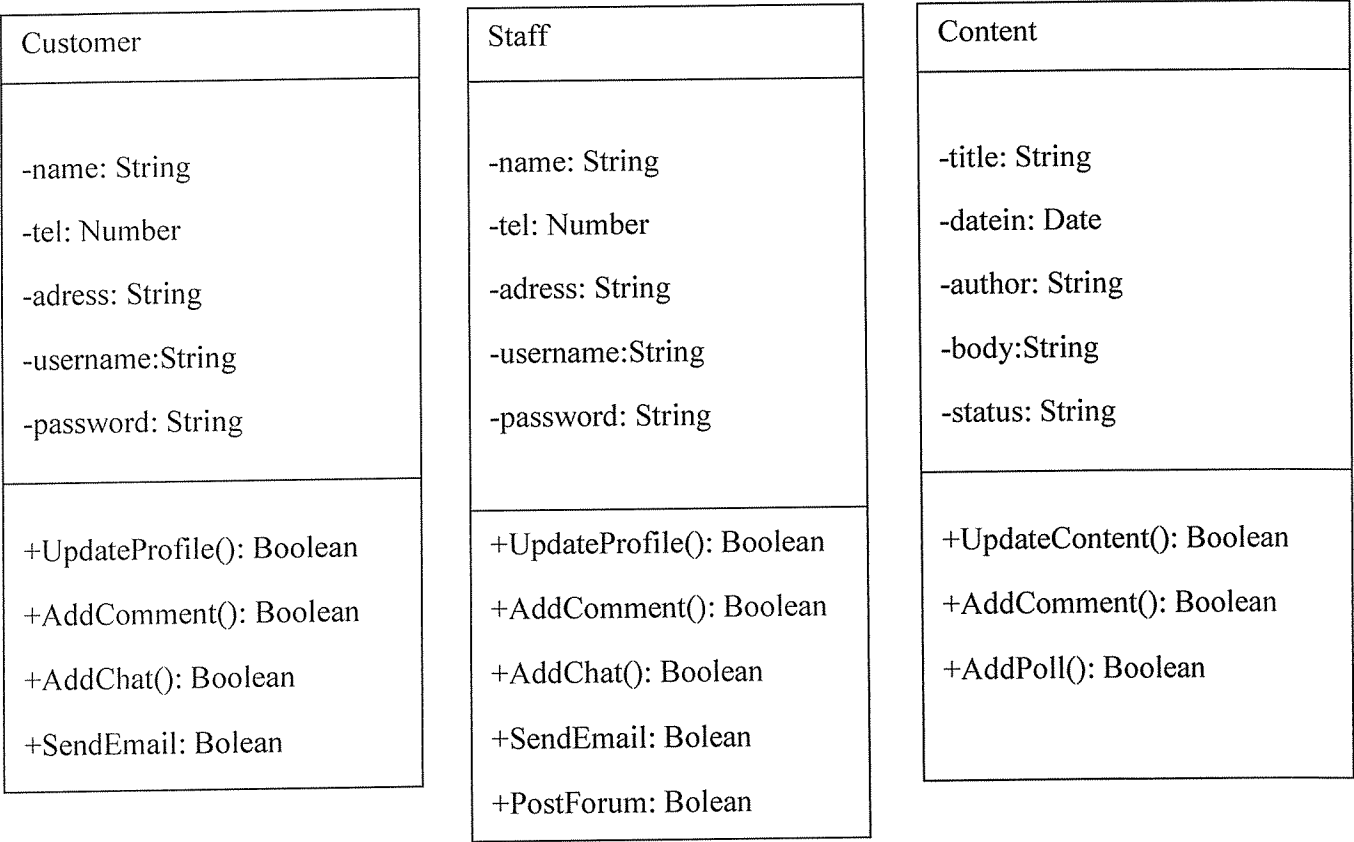 Customer
-name: String
-tel: Number
-adress: String
-username:String
-password: String
+UpdateProfile(): Boolean
+AddComment(): Boolean
+AddChat(): Boolean
+SendEmail: Bolean
Staff
-name: String
-tel: Number
-adress: String
-username:String
-password: String
+UpdateProfile(): Boolean
+AddComment(): Boolean
+AddChat(): Boolean
+SendEmail: Bolean
+PostForum: Bolean
Content
-title: String
-datein: Date
-author: String
-body:String
-status: String
+UpdateContent(): Boolean
+AddComment(): Boolean
+AddPoll(): Boolean